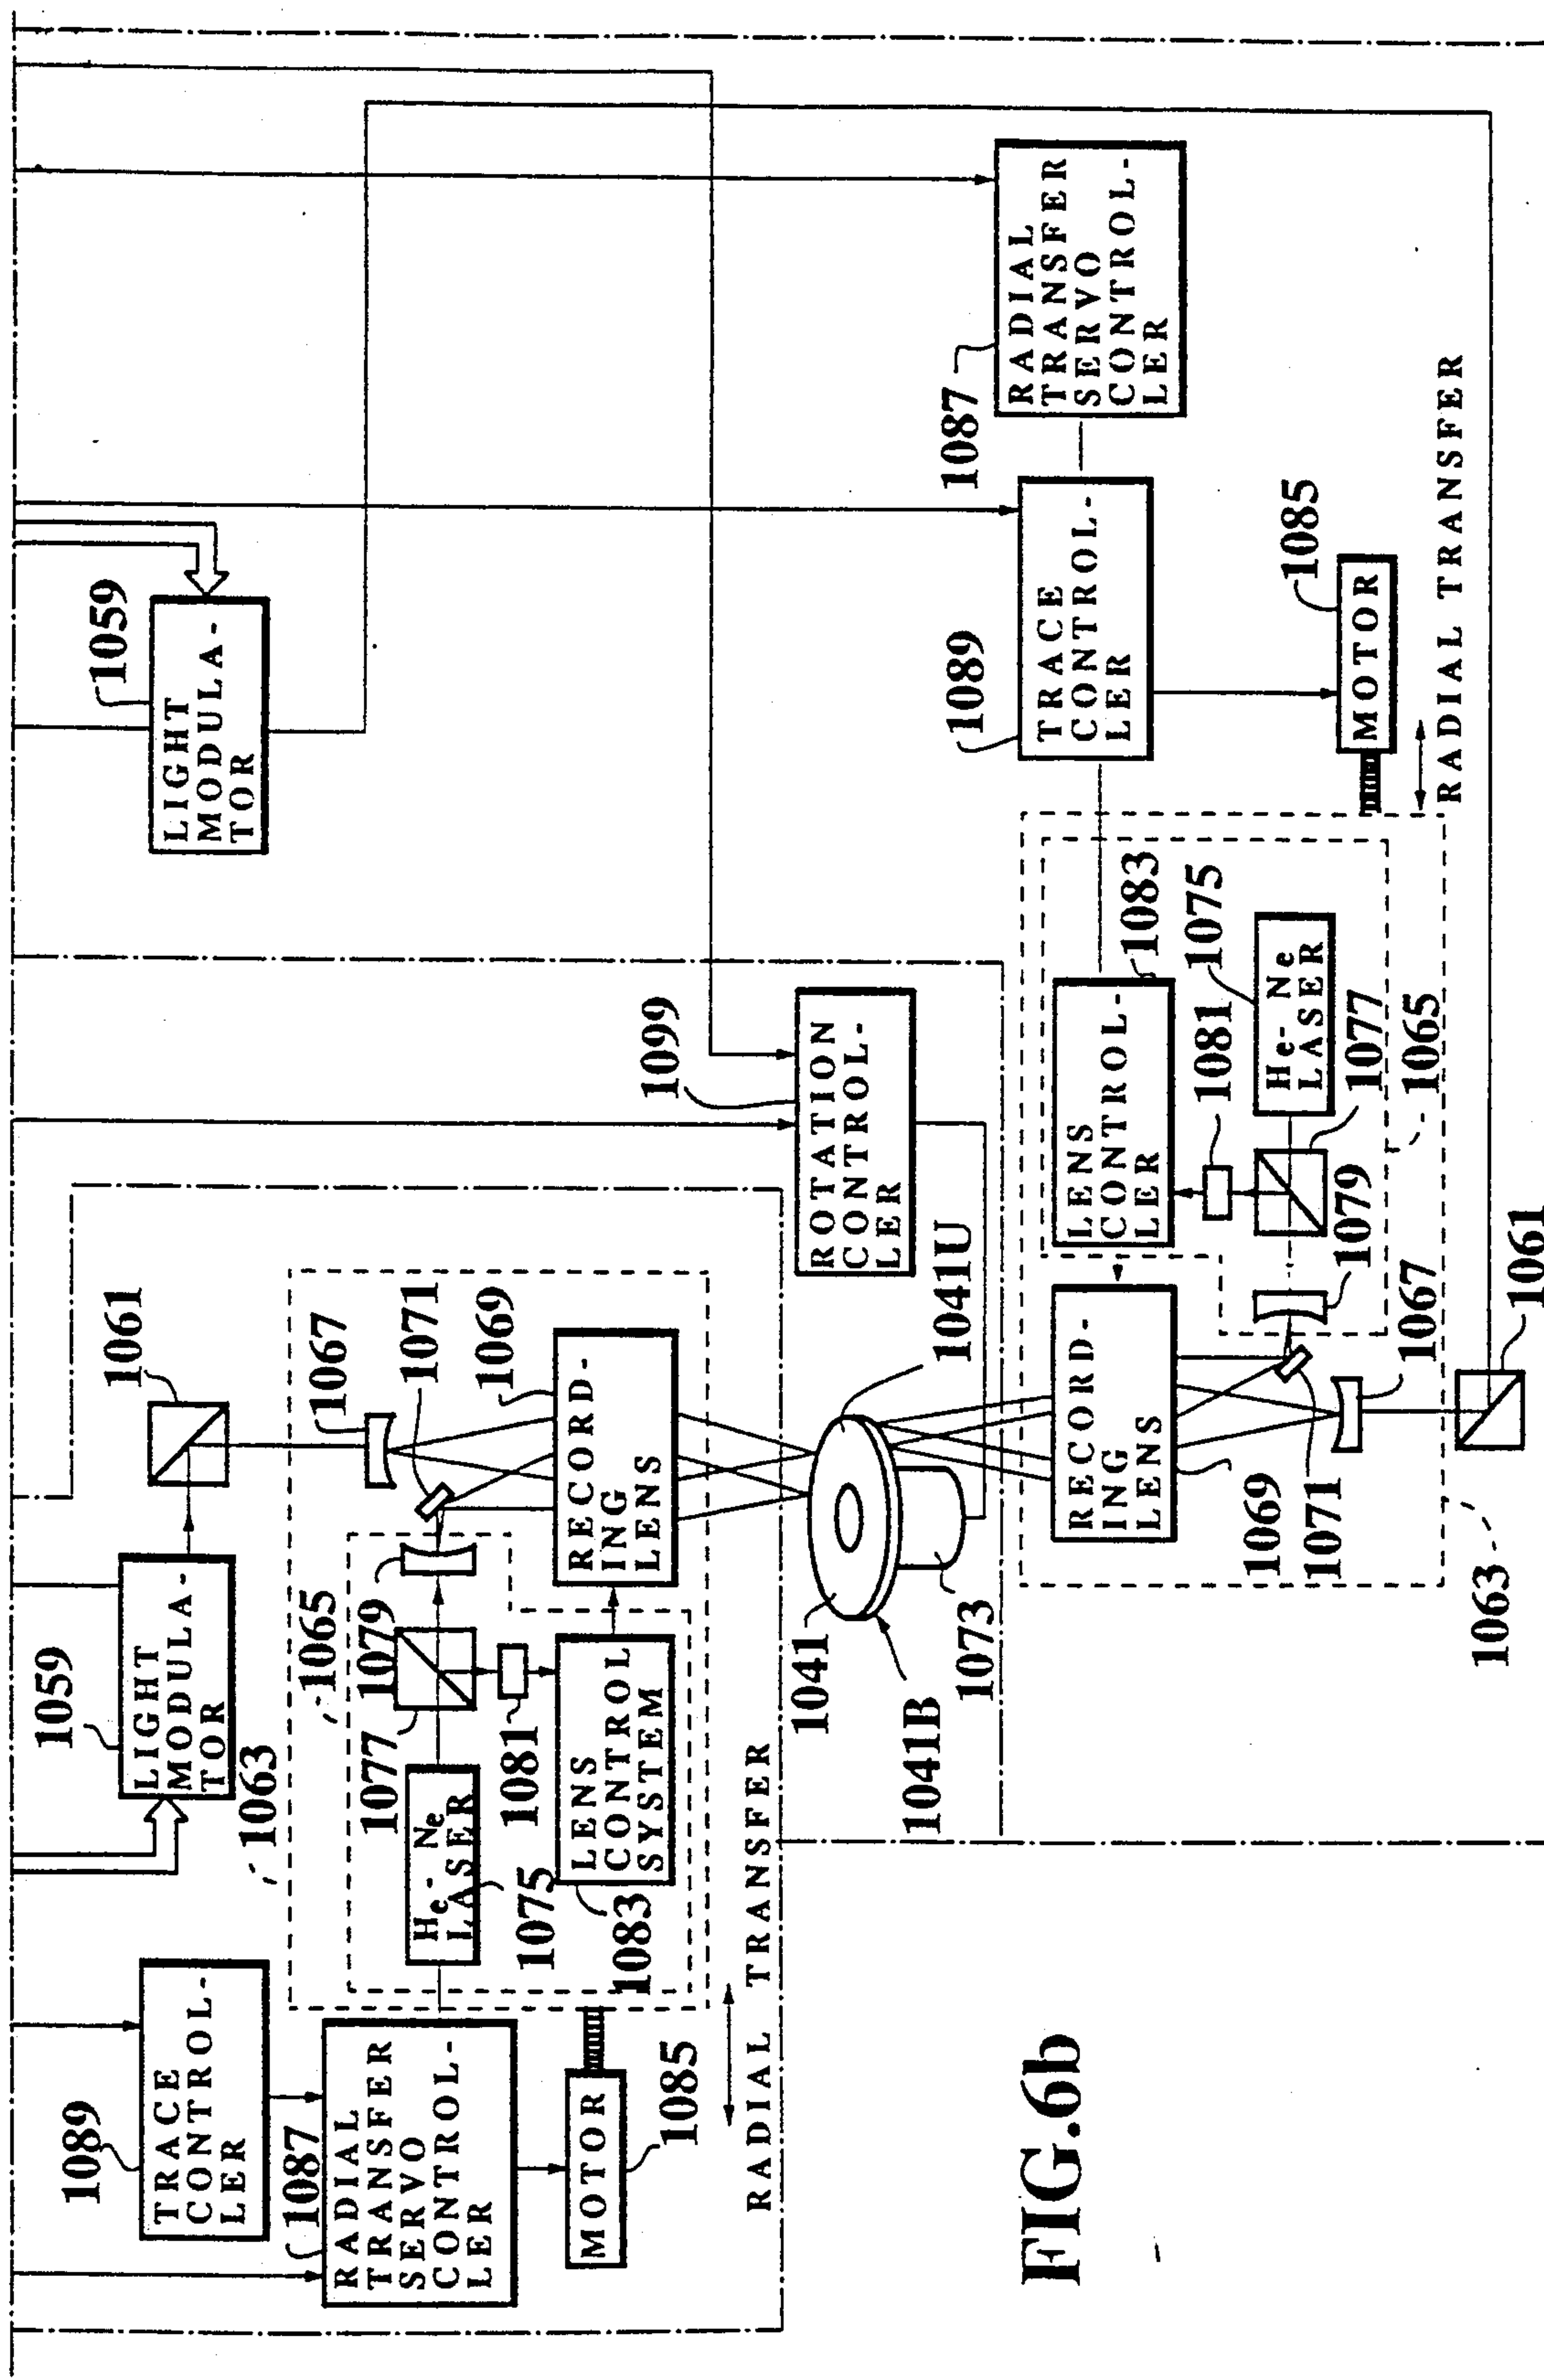 1089
TRACE
CONTROL-
LER
1087
RADIAL
TRANSFER
SERVO
CONTROL-
LER
MOTOR
1085
RADIAL TRANSFER
1059
LIGHT
MODULA-
TOR
1063
1061
1065
1067
1071
1069
1079
1077
He-Ne
LASER
1075
1081
LENS
CONTROL
SYSTEM
1083
RECORD-
ING
LENS
1041
1041U
1041B
1073
1099
ROTATION
CONTROL-
LER
1059
LIGHT
MODULA-
TOR
1087
RADIAL
TRANSFER
SERVO
CONTROL-
LER
1089
TRACE
CONTROL-
LER
1085
MOTOR
RADIAL TRANSFER
LENS
CONTROL-
LER
1083
1075
He-Ne
LASER
1081
1077
1065
1079
1067
1061
RECORD-
ING
LENS
1069
1071
1063
FIG.6b